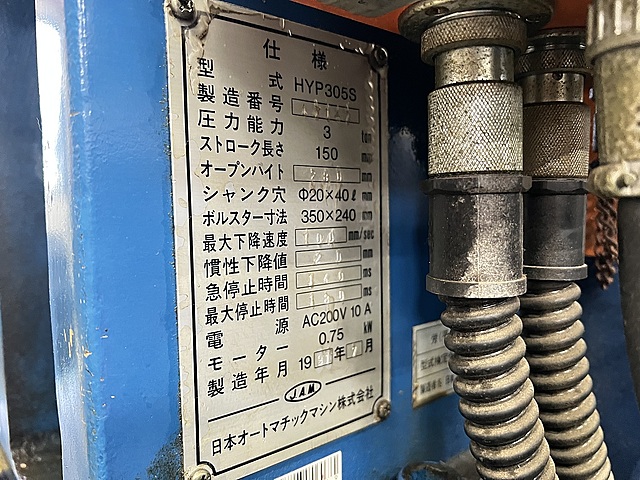 仕様
型式 HYP305S
製造番号
圧力能力 3 ton
ストローク長さ 150 mm
オープンハイト mm
シャンク穴 Φ20×40ℓ mm
ボルスター寸法 350×240 mm
最大下降速度 mm/sec
慣性下降値 mm
急停止時間 ms
最大停止時間 ms
電源 AC200V 10 A
モーター 0.75 kW
製造年月 19 年 月
JAM
日本オートマチックマシン株式会社